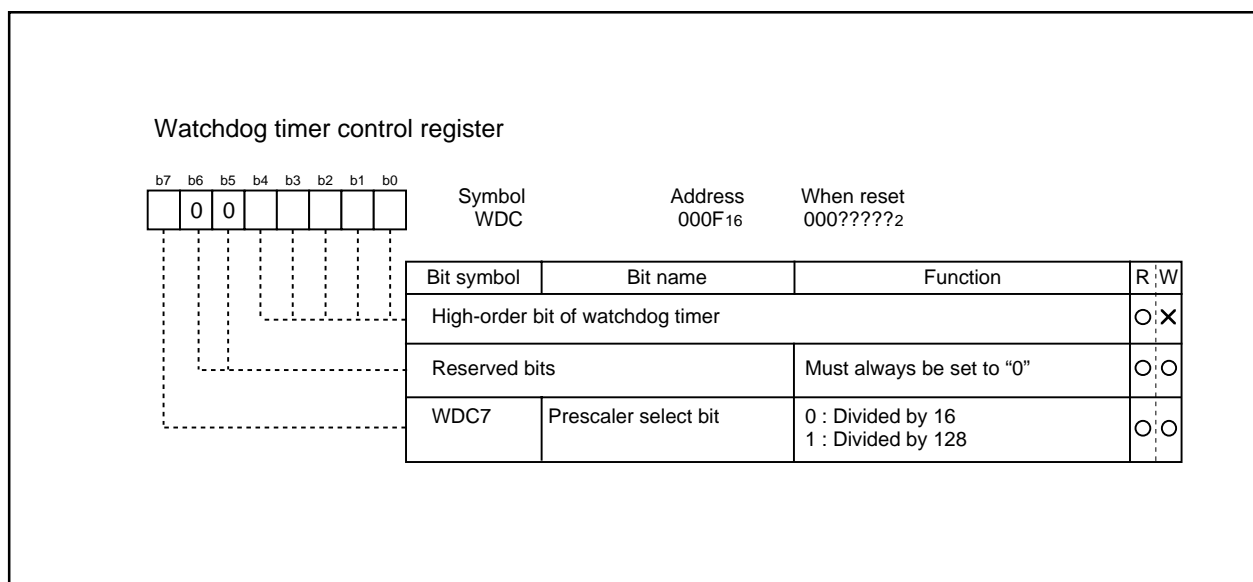 Watchdog timer control register
b7 b6 b5 b4 b3 b2 b1 b0
0 0
Symbol Address When reset
WDC 000F16 000?????2
Bit symbol Bit name Function R W
High-order bit of watchdog timer
Reserved bits Must always be set to “0”
WDC7 Prescaler select bit 0 : Divided by 16
1 : Divided by 128